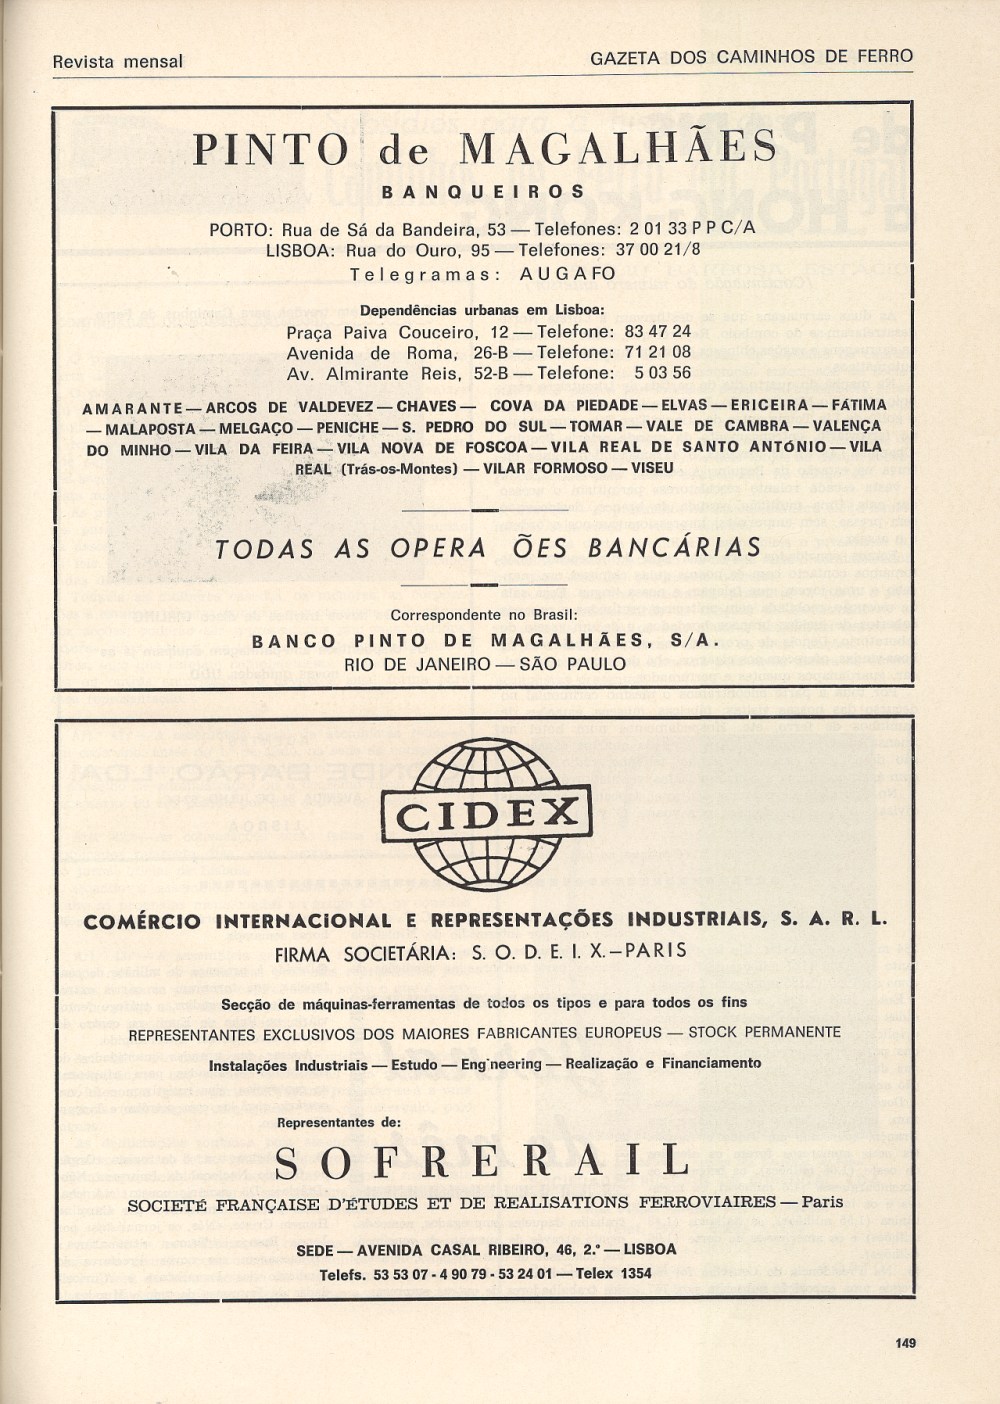 Revista mensal
GAZETA DOS CAMINHOS DE FERRO
PINTO de MAGALHÃES
BANQUEIROS
PORTO: Rua de Sá da Bandeira, 53 — Telefones: 2 01 33 P P C/A
LISBOA: Rua do Ouro, 95 — Telefones: 37 00 21/8
Telegramas: AUGAFO
Dependências urbanas em Lisboa:
Praça Paiva Couceiro, 12 — Telefone: 83 47 24
Avenida de Roma, 26-B — Telefone: 71 21 08
Av. Almirante Reis, 52-B — Telefone: 5 03 56
AMARANTE — ARCOS DE VALDEVEZ — CHAVES — COVA DA PIEDADE — ELVAS — ERICEIRA — FÁTIMA
— MALAPOSTA — MELGAÇO — PENICHE — S. PEDRO DO SUL — TOMAR — VALE DE CAMBRA — VALENÇA
DO MINHO — VILA DA FEIRA — VILA NOVA DE FOSCOA — VILA REAL DE SANTO ANTÓNIO — VILA
REAL (Trás-os-Montes) — VILAR FORMOSO — VISEU
TODAS AS OPERA ÕES BANCÁRIAS
Correspondente no Brasil:
BANCO PINTO DE MAGALHÃES, S/A.
RIO DE JANEIRO — SÃO PAULO
CIDEX
COMÉRCIO INTERNACiONAL E REPRESENTAÇÕES INDUSTRIAIS, S. A. R. L.
FIRMA SOCIETÁRIA: S. O. D. E. I. X. – PARIS
Secção de máquinas-ferramentas de todos os tipos e para todos os fins
REPRESENTANTES EXCLUSIVOS DOS MAIORES FABRICANTES EUROPEUS — STOCK PERMANENTE
Instalações Industriais — Estudo — Eng'neering — Realização e Financiamento
Representantes de:
SOFRERAIL
SOCIETÉ FRANÇAISE D'ÉTUDES ET DE REALISATIONS FERROVIAIRES — Paris
SEDE — AVENIDA CASAL RIBEIRO, 46, 2.º — LISBOA
Telefs. 53 53 07 - 4 90 79 - 53 24 01 — Telex 1354
149